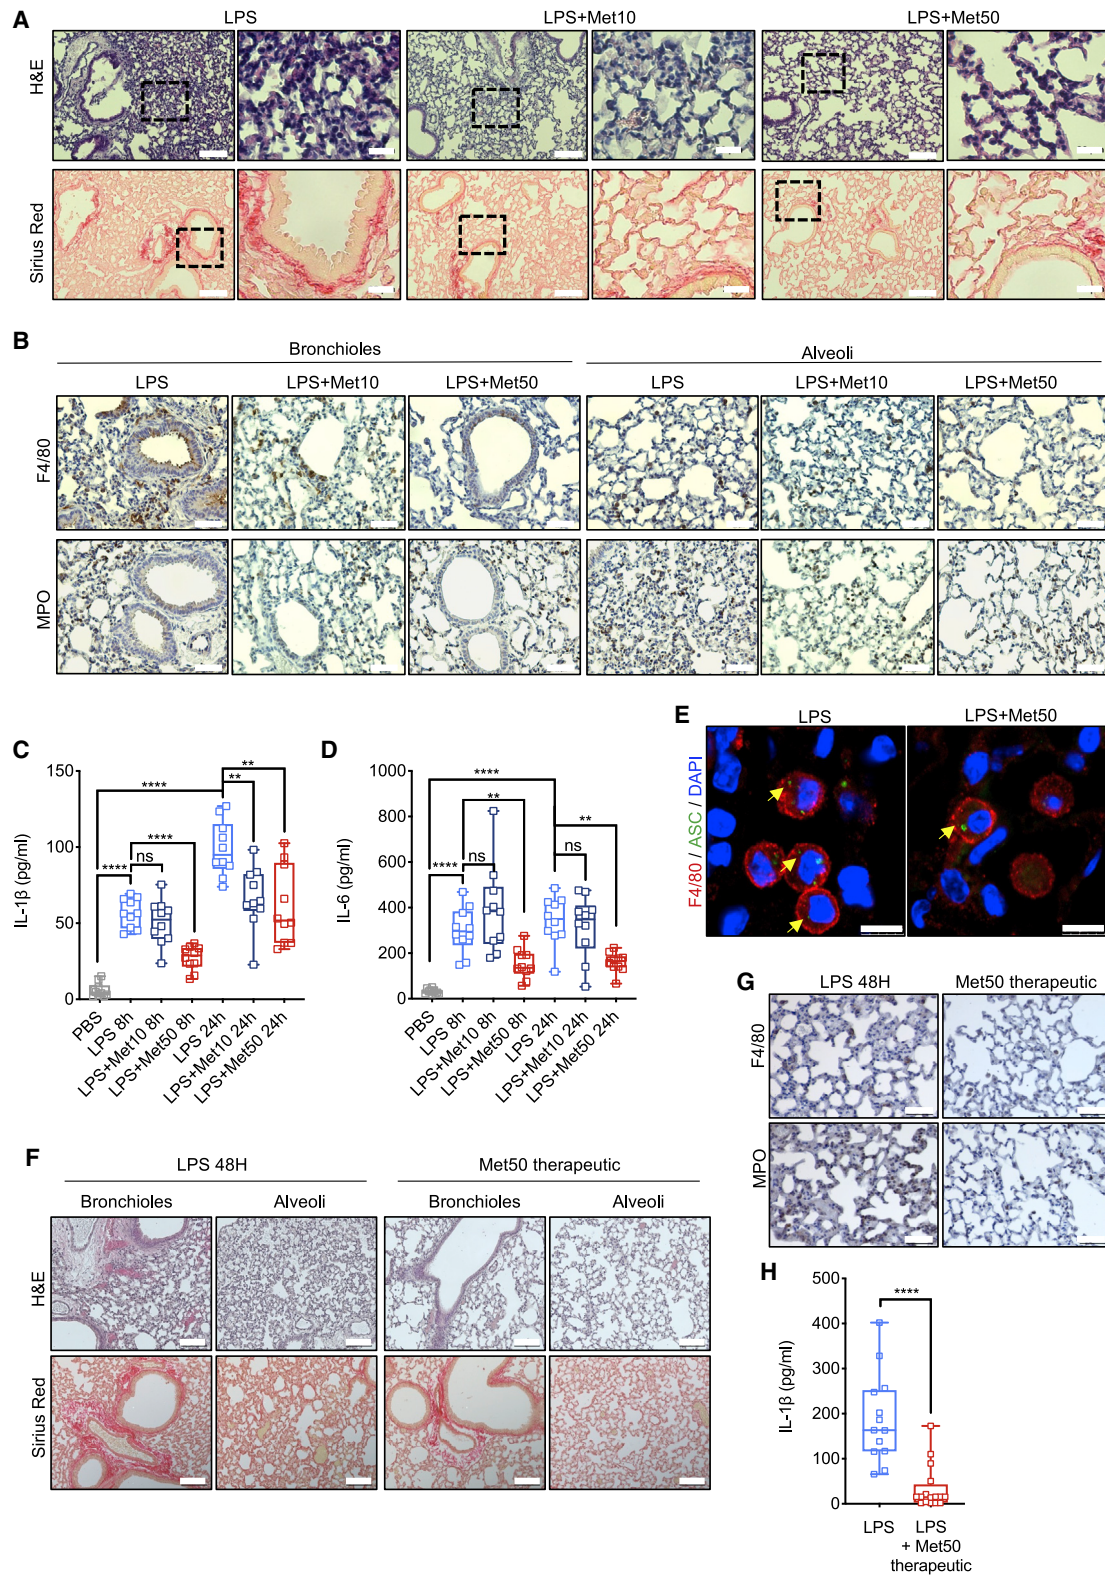 A
LPS
LPS+Met10
LPS+Met50
H&E
Sirius Red
B
Bronchioles
Alveoli
LPS
LPS+Met10
LPS+Met50
LPS
LPS+Met10
LPS+Met50
F4/80
MPO
C
IL-1β (pg/ml)
150
100
50
0
****
****
ns
****
**
**
PBS
LPS 8h
LPS+Met10 8h
LPS+Met50 8h
LPS 24h
LPS+Met10 24h
LPS+Met50 24h
D
IL-6 (pg/ml)
1000
800
600
400
200
0
****
**
****
ns
**
ns
PBS
LPS 8h
LPS+Met10 8h
LPS+Met50 8h
LPS 24h
LPS+Met10 24h
LPS+Met50 24h
E
LPS
LPS+Met50
F4/80 / ASC / DAPI
F
LPS 48H
Met50 therapeutic
Bronchioles
Alveoli
Bronchioles
Alveoli
H&E
Sirius Red
G
LPS 48H
Met50 therapeutic
F4/80
MPO
H
IL-1β (pg/ml)
500
400
300
200
100
0
****
LPS
LPS
+ Met50
therapeutic